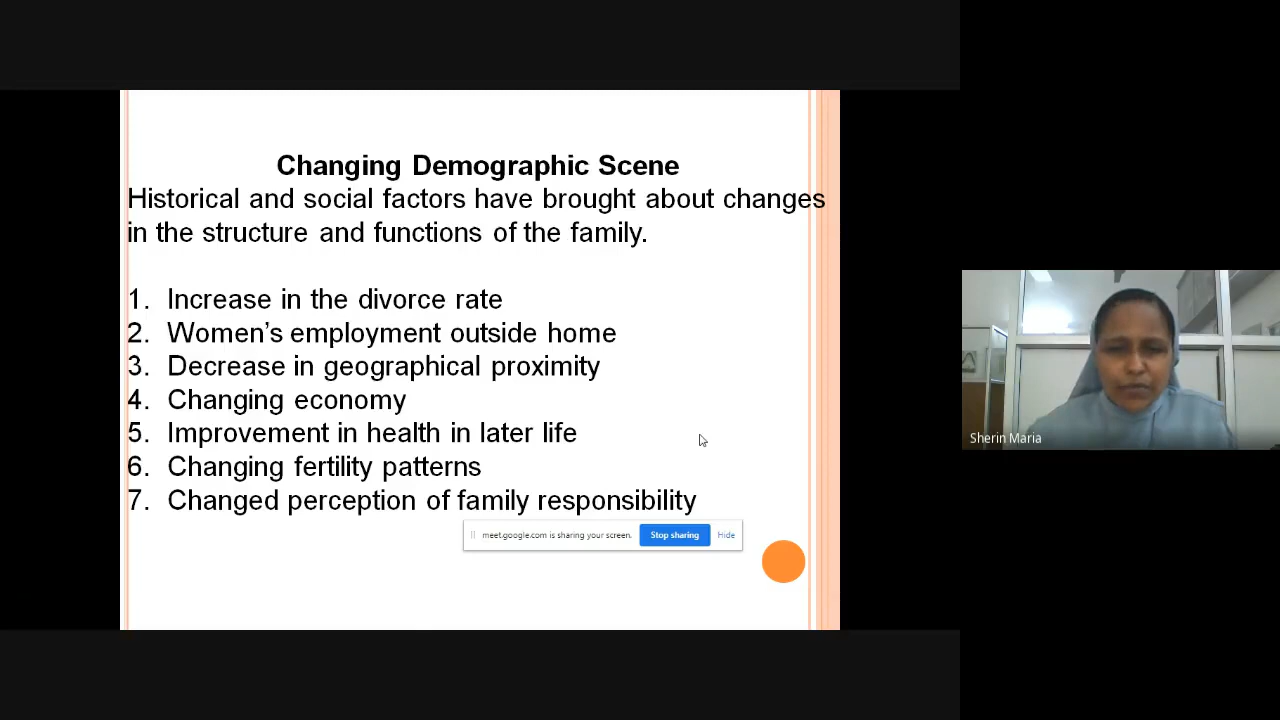 Changing Demographic Scene
Historical and social factors have brought about changes
in the structure and functions of the family.
1. Increase in the divorce rate
2. Women’s employment outside home
3. Decrease in geographical proximity
4. Changing economy
5. Improvement in health in later life
6. Changing fertility patterns
7. Changed perception of family responsibility
meet.google.com is sharing your screen. Stop sharing Hide
Sherin Maria